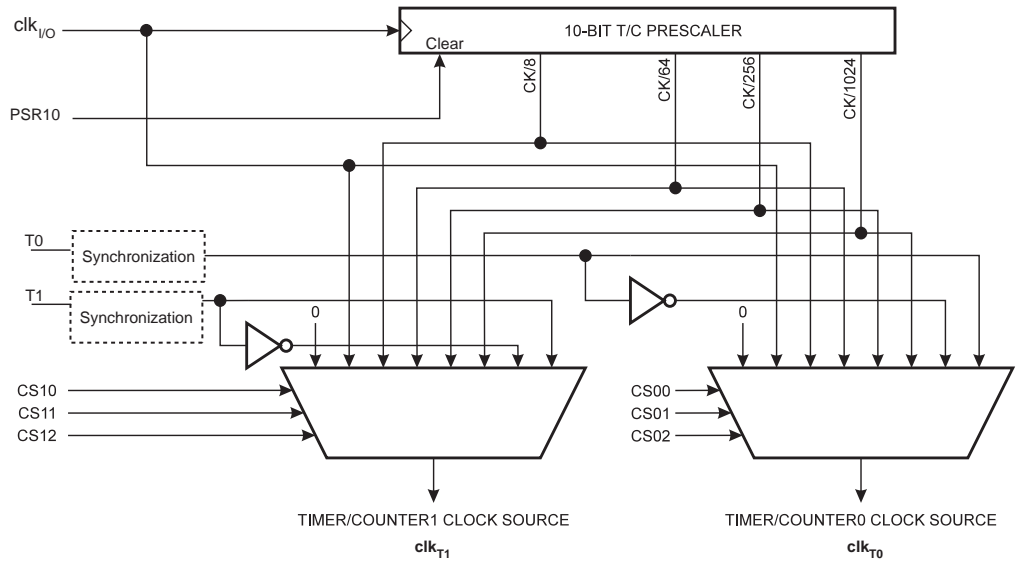 clkI/O
10-BIT T/C PRESCALER
Clear
PSR10
CK/8
CK/64
CK/256
CK/1024
T0
Synchronization
T1
Synchronization
0
0
CS10
CS11
CS12
CS00
CS01
CS02
TIMER/COUNTER1 CLOCK SOURCE
clkT1
TIMER/COUNTER0 CLOCK SOURCE
clkT0